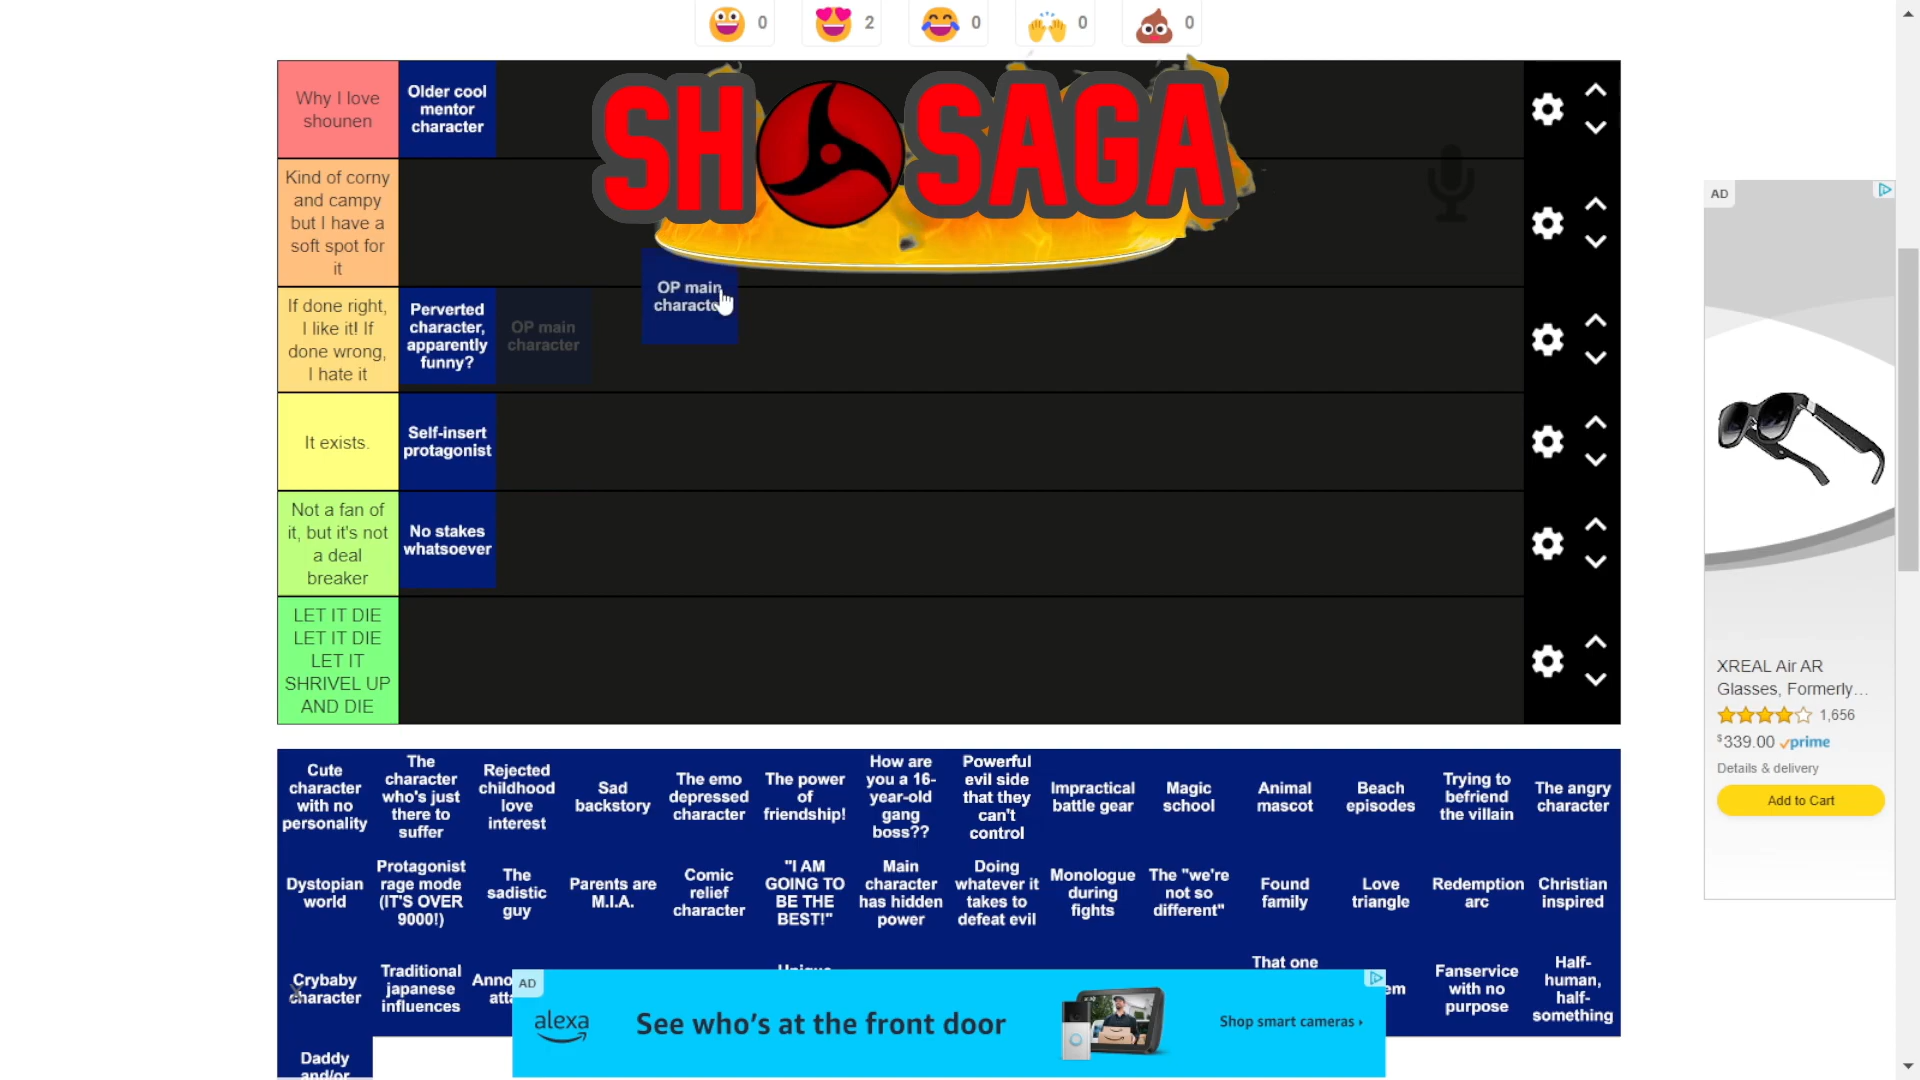 0
2
0
0
0
Why I love
shounen
Older cool
mentor
character
SH SAGA
Kind of corny
and campy
but I have a
soft spot for
it
OP main
character
If done right,
I like it! If
done wrong,
I hate it
Perverted
character,
apparently
funny?
OP main
character
It exists.
Self-insert
protagonist
Not a fan of
it, but it's not
a deal
breaker
No stakes
whatsoever
LET IT DIE
LET IT DIE
LET IT
SHRIVEL UP
AND DIE
Cute
character
with no
personality
The
character
who's just
there to
suffer
Rejected
childhood
love
interest
Sad
backstory
The emo
depressed
character
The power
of
friendship!
How are
you a 16-
year-old
gang
boss??
Powerful
evil side
that they
can't
control
Impractical
battle gear
Magic
school
Animal
mascot
Beach
episodes
Trying to
befriend
the villain
The angry
character
Dystopian
world
Protagonist
rage mode
(IT'S OVER
9000!)
The
sadistic
guy
Parents are
M.I.A.
Comic
relief
character
"I AM
GOING TO
BE THE
BEST!"
Main
character
has hidden
power
Doing
whatever it
takes to
defeat evil
Monologue
during
fights
The "we're
not so
different"
Found
family
Love
triangle
Redemption
arc
Christian
inspired
Crybaby
character
Traditional
japanese
influences
That one
Fanservice
with no
purpose
Half-
human,
half-
something
Daddy
and/or
AD
alexa
See who's at the front door
Shop smart cameras ›
AD
XREAL Air AR
Glasses, Formerly...
1,656
$339.00 prime
Details & delivery
Add to Cart